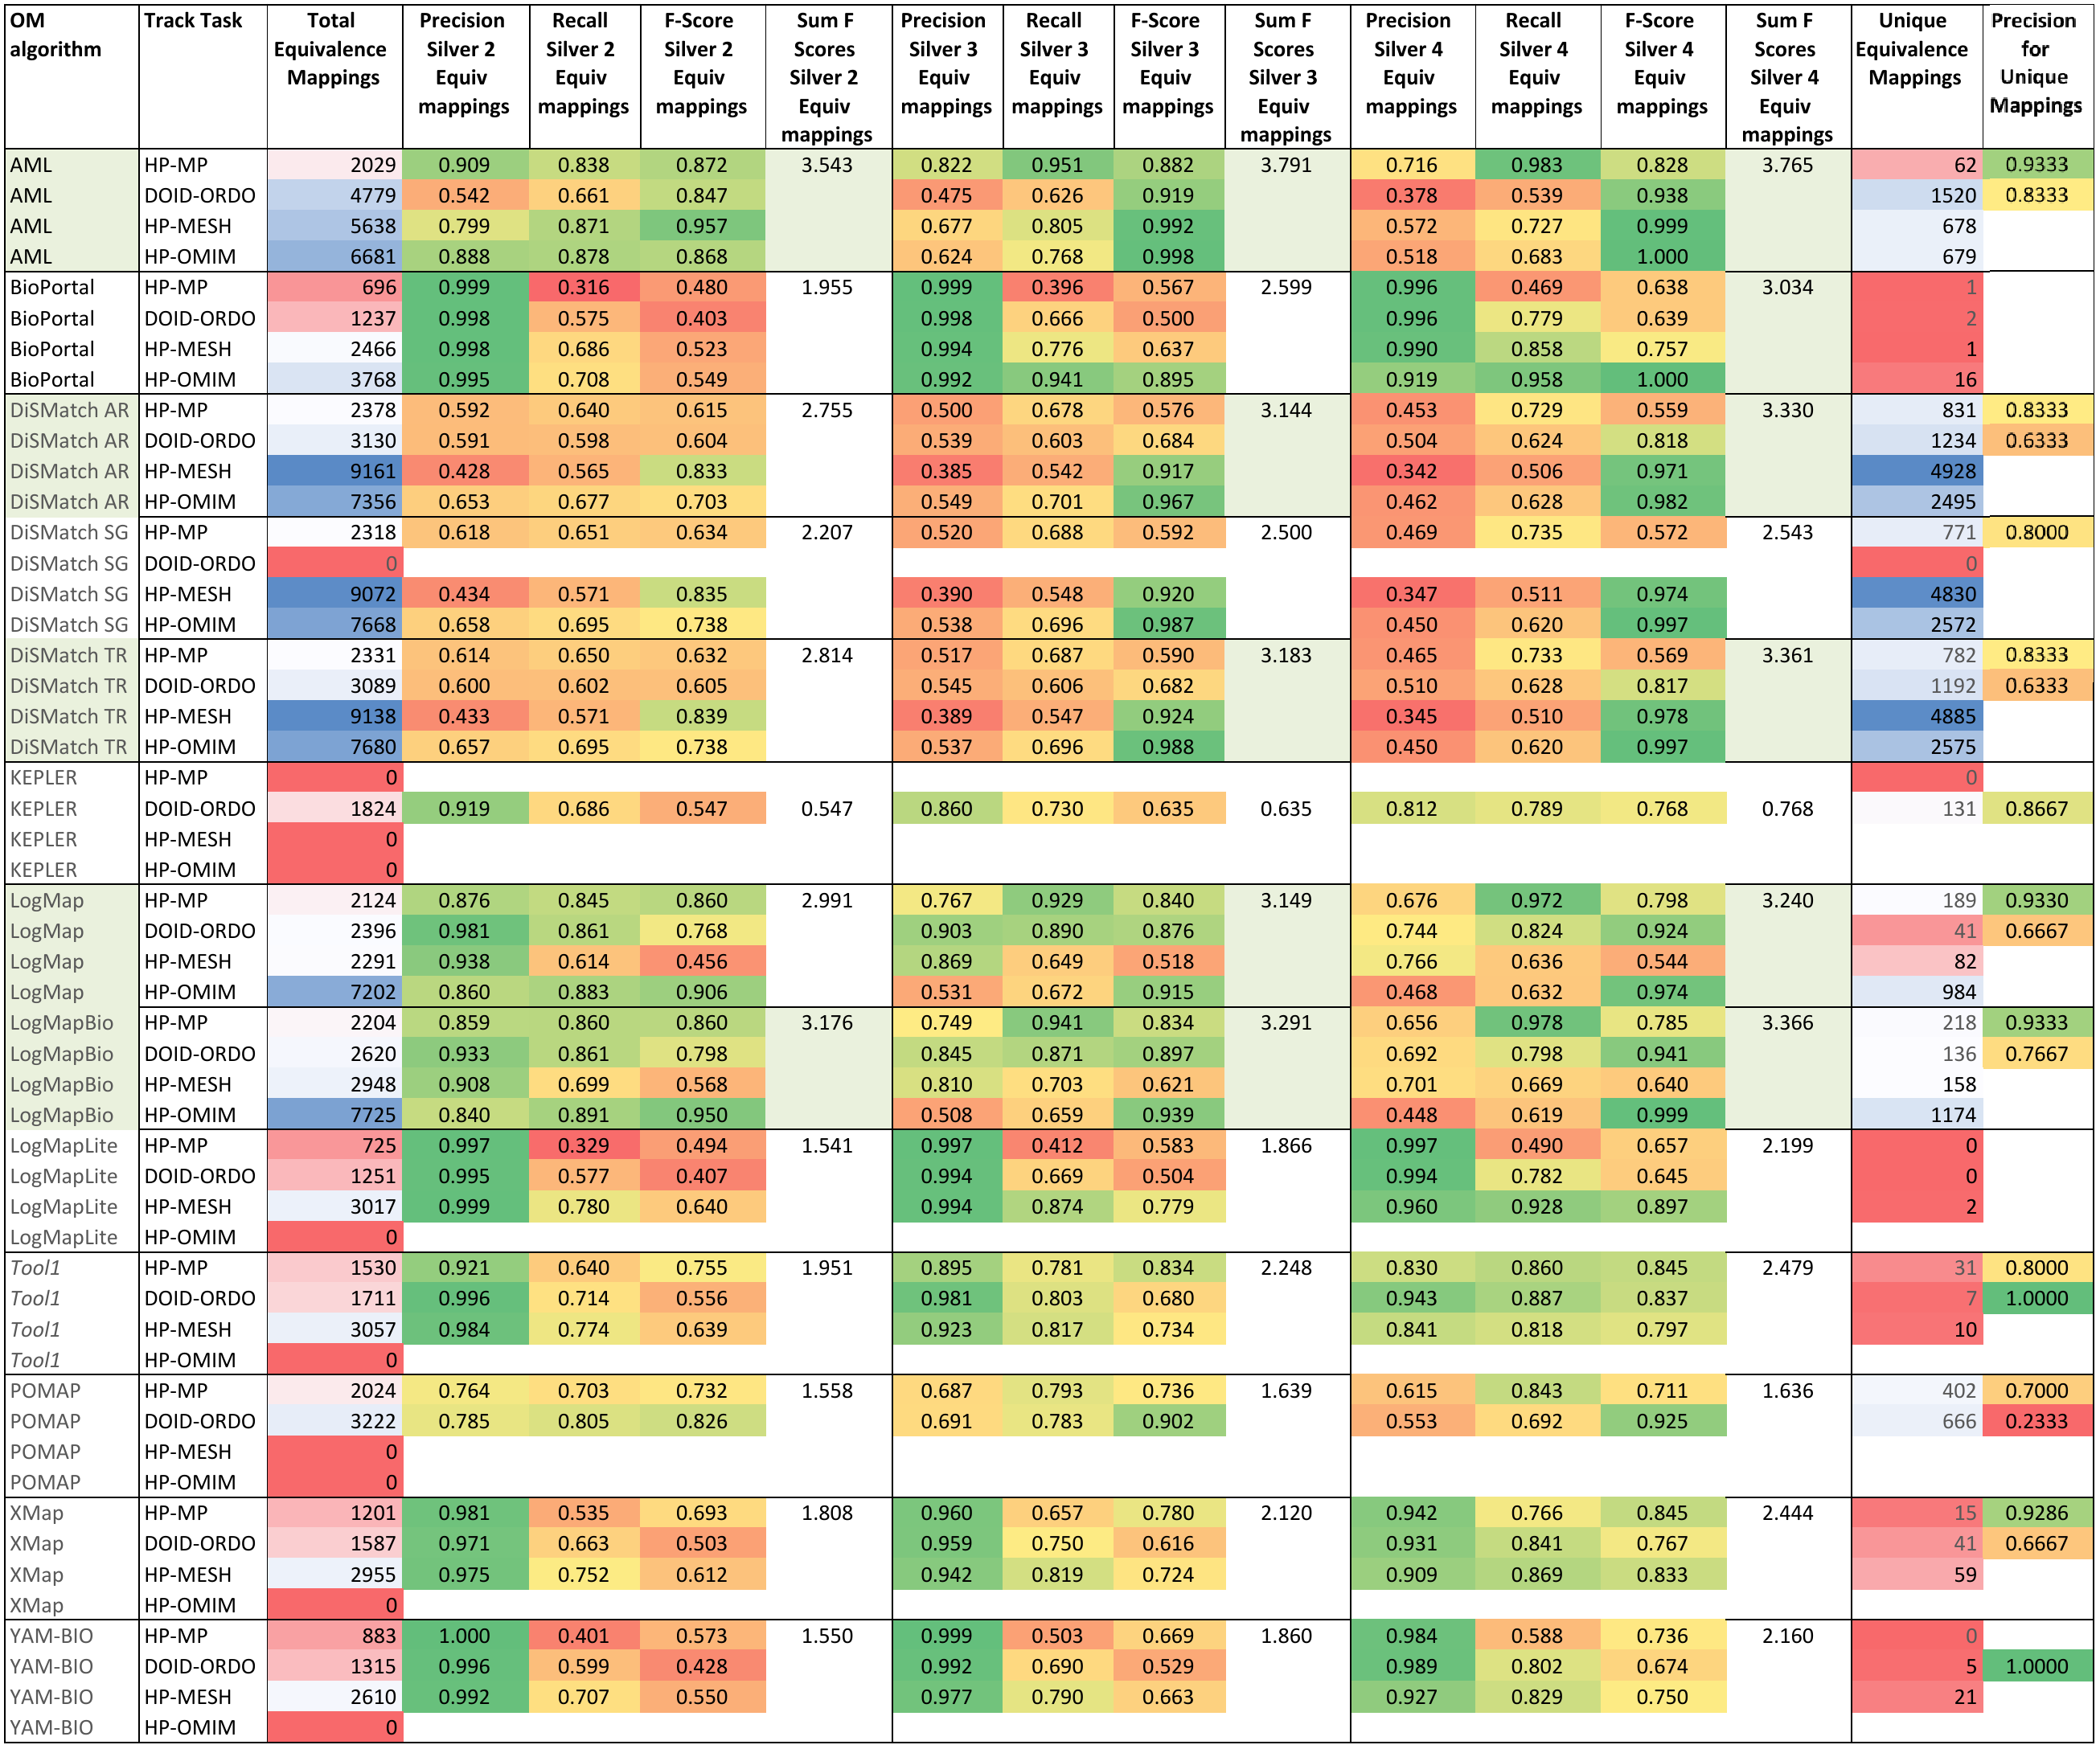 OM algorithm | Track Task | Total Equivalence Mappings | Precision Silver 2 Equiv mappings | Recall Silver 2 Equiv mappings | F-Score Silver 2 Equiv mappings | Sum F Scores Silver 2 Equiv mappings | Precision Silver 3 Equiv mappings | Recall Silver 3 Equiv mappings | F-Score Silver 3 Equiv mappings | Sum F Scores Silver 3 Equiv mappings | Precision Silver 4 Equiv mappings | Recall Silver 4 Equiv mappings | F-Score Silver 4 Equiv mappings | Sum F Scores Silver 4 Equiv mappings | Unique Equivalence Mappings | Precision for Unique Mappings
AML HP-MP 2029 0.909 0.838 0.872 3.543 0.822 0.951 0.882 3.791 0.716 0.983 0.828 3.765 62 0.9333
AML DOID-ORDO 4779 0.542 0.661 0.847 0.475 0.626 0.919 0.378 0.539 0.938 1520 0.8333
AML HP-MESH 5638 0.799 0.871 0.957 0.677 0.805 0.992 0.572 0.727 0.999 678
AML HP-OMIM 6681 0.888 0.878 0.868 0.624 0.768 0.998 0.518 0.683 1.000 679
BioPortal HP-MP 696 0.999 0.316 0.480 1.955 0.999 0.396 0.567 2.599 0.996 0.469 0.638 3.034 1
BioPortal DOID-ORDO 1237 0.998 0.575 0.403 0.998 0.666 0.500 0.996 0.779 0.639 2
BioPortal HP-MESH 2466 0.998 0.686 0.523 0.994 0.776 0.637 0.990 0.858 0.757 1
BioPortal HP-OMIM 3768 0.995 0.708 0.549 0.992 0.941 0.895 0.919 0.958 1.000 16
DiSMatch AR HP-MP 2378 0.592 0.640 0.615 2.755 0.500 0.678 0.576 3.144 0.453 0.729 0.559 3.330 831 0.8333
DiSMatch AR DOID-ORDO 3130 0.591 0.598 0.604 0.539 0.603 0.684 0.504 0.624 0.818 1234 0.6333
DiSMatch AR HP-MESH 9161 0.428 0.565 0.833 0.385 0.542 0.917 0.342 0.506 0.971 4928
DiSMatch AR HP-OMIM 7356 0.653 0.677 0.703 0.549 0.701 0.967 0.462 0.628 0.982 2495
DiSMatch SG HP-MP 2318 0.618 0.651 0.634 2.207 0.520 0.688 0.592 2.500 0.469 0.735 0.572 2.543 771 0.8000
DiSMatch SG DOID-ORDO 0 0
DiSMatch SG HP-MESH 9072 0.434 0.571 0.835 0.390 0.548 0.920 0.347 0.511 0.974 4830
DiSMatch SG HP-OMIM 7668 0.658 0.695 0.738 0.538 0.696 0.987 0.450 0.620 0.997 2572
DiSMatch TR HP-MP 2331 0.614 0.650 0.632 2.814 0.517 0.687 0.590 3.183 0.465 0.733 0.569 3.361 782 0.8333
DiSMatch TR DOID-ORDO 3089 0.600 0.602 0.605 0.545 0.606 0.682 0.510 0.628 0.817 1192 0.6333
DiSMatch TR HP-MESH 9138 0.433 0.571 0.839 0.389 0.547 0.924 0.345 0.510 0.978 4885
DiSMatch TR HP-OMIM 7680 0.657 0.695 0.738 0.537 0.696 0.988 0.450 0.620 0.997 2575
KEPLER HP-MP 0 0
KEPLER DOID-ORDO 1824 0.919 0.686 0.547 0.547 0.860 0.730 0.635 0.635 0.812 0.789 0.768 0.768 131 0.8667
KEPLER HP-MESH 0
KEPLER HP-OMIM 0
LogMap HP-MP 2124 0.876 0.845 0.860 2.991 0.767 0.929 0.840 3.149 0.676 0.972 0.798 3.240 189 0.9330
LogMap DOID-ORDO 2396 0.981 0.861 0.768 0.903 0.890 0.876 0.744 0.824 0.924 41 0.6667
LogMap HP-MESH 2291 0.938 0.614 0.456 0.869 0.649 0.518 0.766 0.636 0.544 82
LogMap HP-OMIM 7202 0.860 0.883 0.906 0.531 0.672 0.915 0.468 0.632 0.974 984
LogMapBio HP-MP 2204 0.859 0.860 0.860 3.176 0.749 0.941 0.834 3.291 0.656 0.978 0.785 3.366 218 0.9333
LogMapBio DOID-ORDO 2620 0.933 0.861 0.798 0.845 0.871 0.897 0.692 0.798 0.941 136 0.7667
LogMapBio HP-MESH 2948 0.908 0.699 0.568 0.810 0.703 0.621 0.701 0.669 0.640 158
LogMapBio HP-OMIM 7725 0.840 0.891 0.950 0.508 0.659 0.939 0.448 0.619 0.999 1174
LogMapLite HP-MP 725 0.997 0.329 0.494 1.541 0.997 0.412 0.583 1.866 0.997 0.490 0.657 2.199 0
LogMapLite DOID-ORDO 1251 0.995 0.577 0.407 0.994 0.669 0.504 0.994 0.782 0.645 0
LogMapLite HP-MESH 3017 0.999 0.780 0.640 0.994 0.874 0.779 0.960 0.928 0.897 2
LogMapLite HP-OMIM 0
Tool1 HP-MP 1530 0.921 0.640 0.755 1.951 0.895 0.781 0.834 2.248 0.830 0.860 0.845 2.479 31 0.8000
Tool1 DOID-ORDO 1711 0.996 0.714 0.556 0.981 0.803 0.680 0.943 0.887 0.837 7 1.0000
Tool1 HP-MESH 3057 0.984 0.774 0.639 0.923 0.817 0.734 0.841 0.818 0.797 10
Tool1 HP-OMIM 0
POMAP HP-MP 2024 0.764 0.703 0.732 1.558 0.687 0.793 0.736 1.639 0.615 0.843 0.711 1.636 402 0.7000
POMAP DOID-ORDO 3222 0.785 0.805 0.826 0.691 0.783 0.902 0.553 0.692 0.925 666 0.2333
POMAP HP-MESH 0
POMAP HP-OMIM 0
XMap HP-MP 1201 0.981 0.535 0.693 1.808 0.960 0.657 0.780 2.120 0.942 0.766 0.845 2.444 15 0.9286
XMap DOID-ORDO 1587 0.971 0.663 0.503 0.959 0.750 0.616 0.931 0.841 0.767 41 0.6667
XMap HP-MESH 2955 0.975 0.752 0.612 0.942 0.819 0.724 0.909 0.869 0.833 59
XMap HP-OMIM 0
YAM-BIO HP-MP 883 1.000 0.401 0.573 1.550 0.999 0.503 0.669 1.860 0.984 0.588 0.736 2.160 0
YAM-BIO DOID-ORDO 1315 0.996 0.599 0.428 0.992 0.690 0.529 0.989 0.802 0.674 5 1.0000
YAM-BIO HP-MESH 2610 0.992 0.707 0.550 0.977 0.790 0.663 0.927 0.829 0.750 21
YAM-BIO HP-OMIM 0